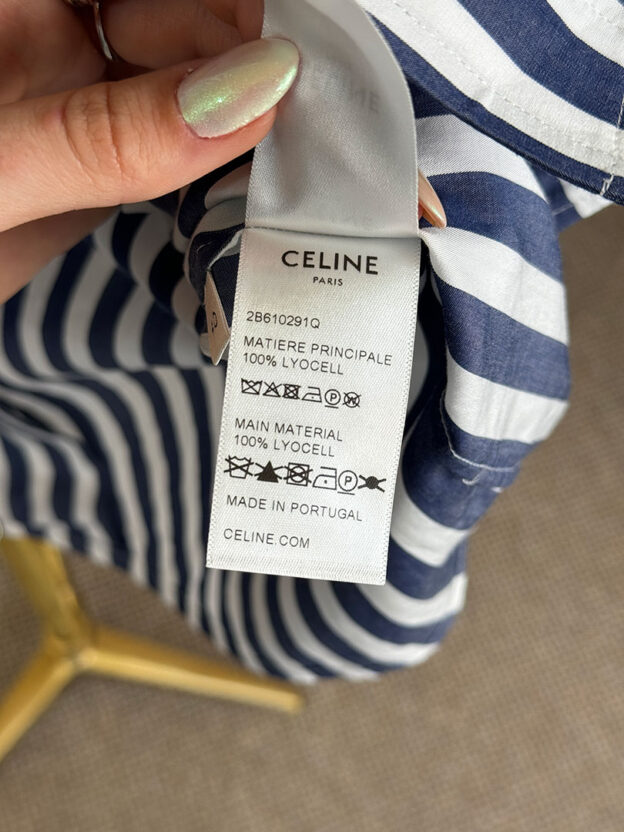 CELINE
PARIS
2B610291Q
MATIERE PRINCIPALE
100% LYOCELL
MAIN MATERIAL
100% LYOCELL
MADE IN PORTUGAL
CELINE.COM